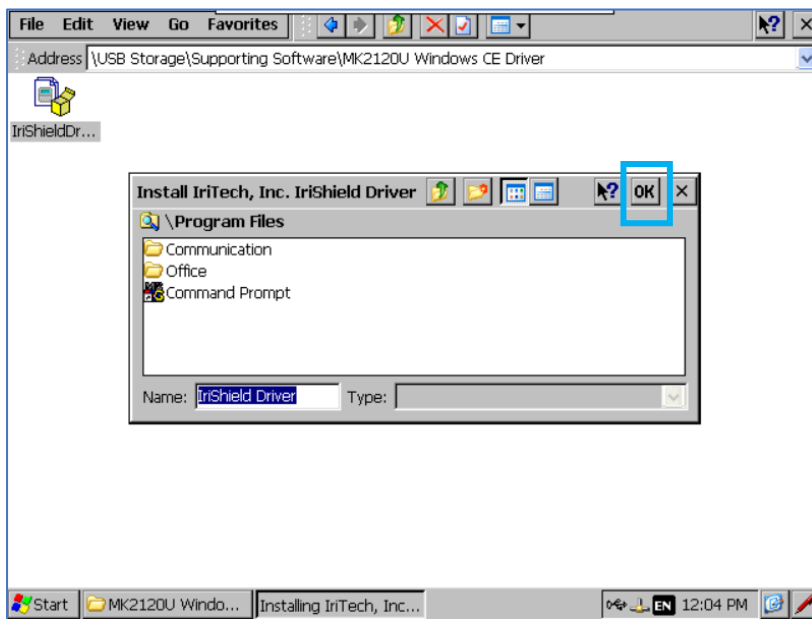 File Edit View Go Favorites
Address \USB Storage\Supporting Software\MK2120U Windows CE Driver
IriShieldDr...
Install IriTech, Inc. IriShield Driver ? OK ×
\Program Files
Communication
Office
Command Prompt
Name: IriShield Driver Type:
Start MK2120U Windo... Installing IriTech, Inc... EN 12:04 PM